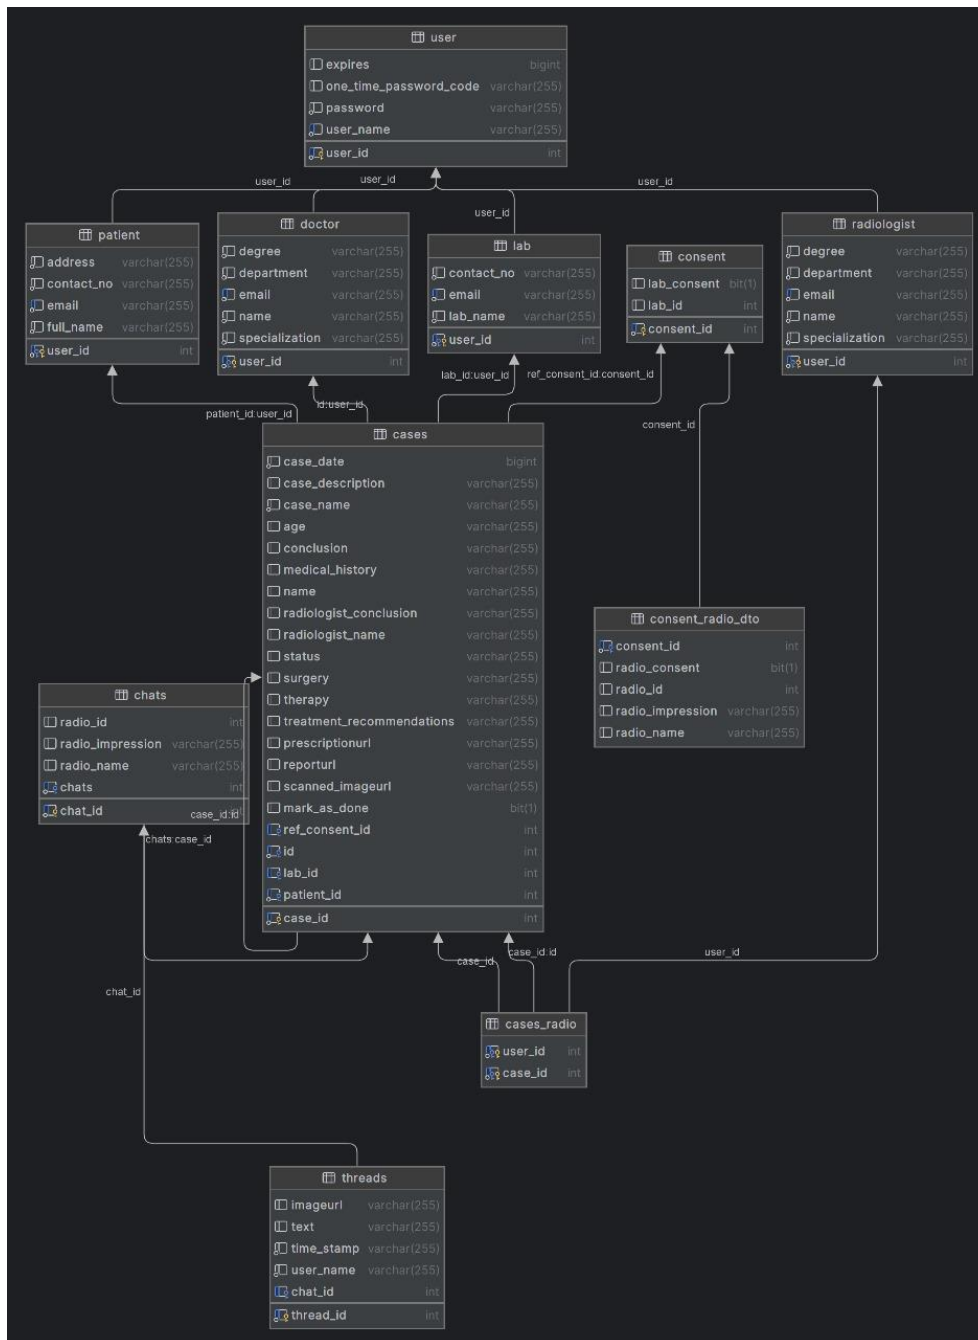 user
expires bigint
one_time_password_code varchar(255)
password varchar(255)
user_name varchar(255)
user_id int
user_id
user_id
user_id
user_id
patient
address varchar(255)
contact_no varchar(255)
email varchar(255)
full_name varchar(255)
user_id int
doctor
degree varchar(255)
department varchar(255)
email varchar(255)
name varchar(255)
specialization varchar(255)
user_id int
lab
contact_no varchar(255)
email varchar(255)
lab_name varchar(255)
user_id int
consent
lab_consent bit(1)
lab_id int
consent_id int
radiologist
degree varchar(255)
department varchar(255)
email varchar(255)
name varchar(255)
specialization varchar(255)
user_id int
patient_id:user_id
id:user_id
lab_id:user_id
ref_consent_id:consent_id
consent_id
cases
case_date bigint
case_description varchar(255)
case_name varchar(255)
age varchar(255)
conclusion varchar(255)
medical_history varchar(255)
name varchar(255)
radiologist_conclusion varchar(255)
radiologist_name varchar(255)
status varchar(255)
surgery varchar(255)
therapy varchar(255)
treatment_recommendations varchar(255)
prescriptionurl varchar(255)
reporturl varchar(255)
scanned_imageurl varchar(255)
mark_as_done bit(1)
ref_consent_id int
id int
lab_id int
patient_id int
case_id int
consent_radio_dto
consent_id int
radio_consent bit(1)
radio_id int
radio_impression varchar(255)
radio_name varchar(255)
chats
radio_id int
radio_impression varchar(255)
radio_name varchar(255)
chats int
chat_id int
case_id:id
chats:case_id
case_id
case_id:id
user_id
chat_id
cases_radio
user_id int
case_id int
threads
imageurl varchar(255)
text varchar(255)
time_stamp varchar(255)
user_name varchar(255)
chat_id int
thread_id int